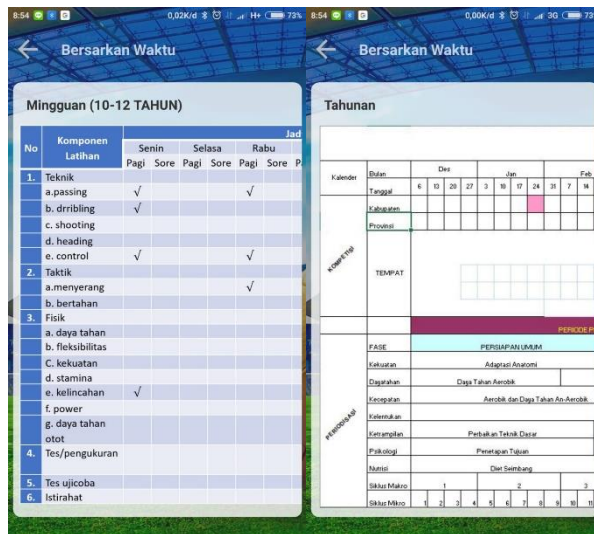 8:54 0,02K/d H+ 73%
Bersarkan Waktu
Mingguan (10-12 TAHUN)
No Komponen Latihan Jad
Senin Selasa Rabu
Pagi Sore Pagi Sore Pagi Sore P
1. Teknik
a.passing √ √
b. drribling √
c. shooting
d. heading
e. control √ √
2. Taktik
a.menyerang √
b. bertahan
3. Fisik
a. daya tahan
b. fleksibilitas
C. kekuatan
d. stamina
e. kelincahan √
f. power
g. daya tahan
otot
4. Tes/pengukuran
5. Tes ujicoba
6. Istirahat
8:54 0,00K/d 3G 73
Bersarkan Waktu
Tahunan
Kalender Bulan Des Jan Feb
Tanggal 6 13 20 27 3 10 17 24 31 7 14
Kabupaten
Provinsi
KOMPETISI
TEMPAT
PERIODE P
PERIODISASI
FASE PERSIAPAN UMUM
Kekuatan Adaptasi Anatomi
Dayatahan Daya Tahan Aerobik
Kecepatan Aerobik dan Daya Tahan An-Aerobik
Kelentukan
Ketrampilan Perbaikan Teknik Dasar
Psikologi Penetapan Tujuan
Nutrisi Diet Seimbang
Siklus Makro 1 2 3
Siklus Mikro 1 2 3 4 5 6 7 8 9 10 11